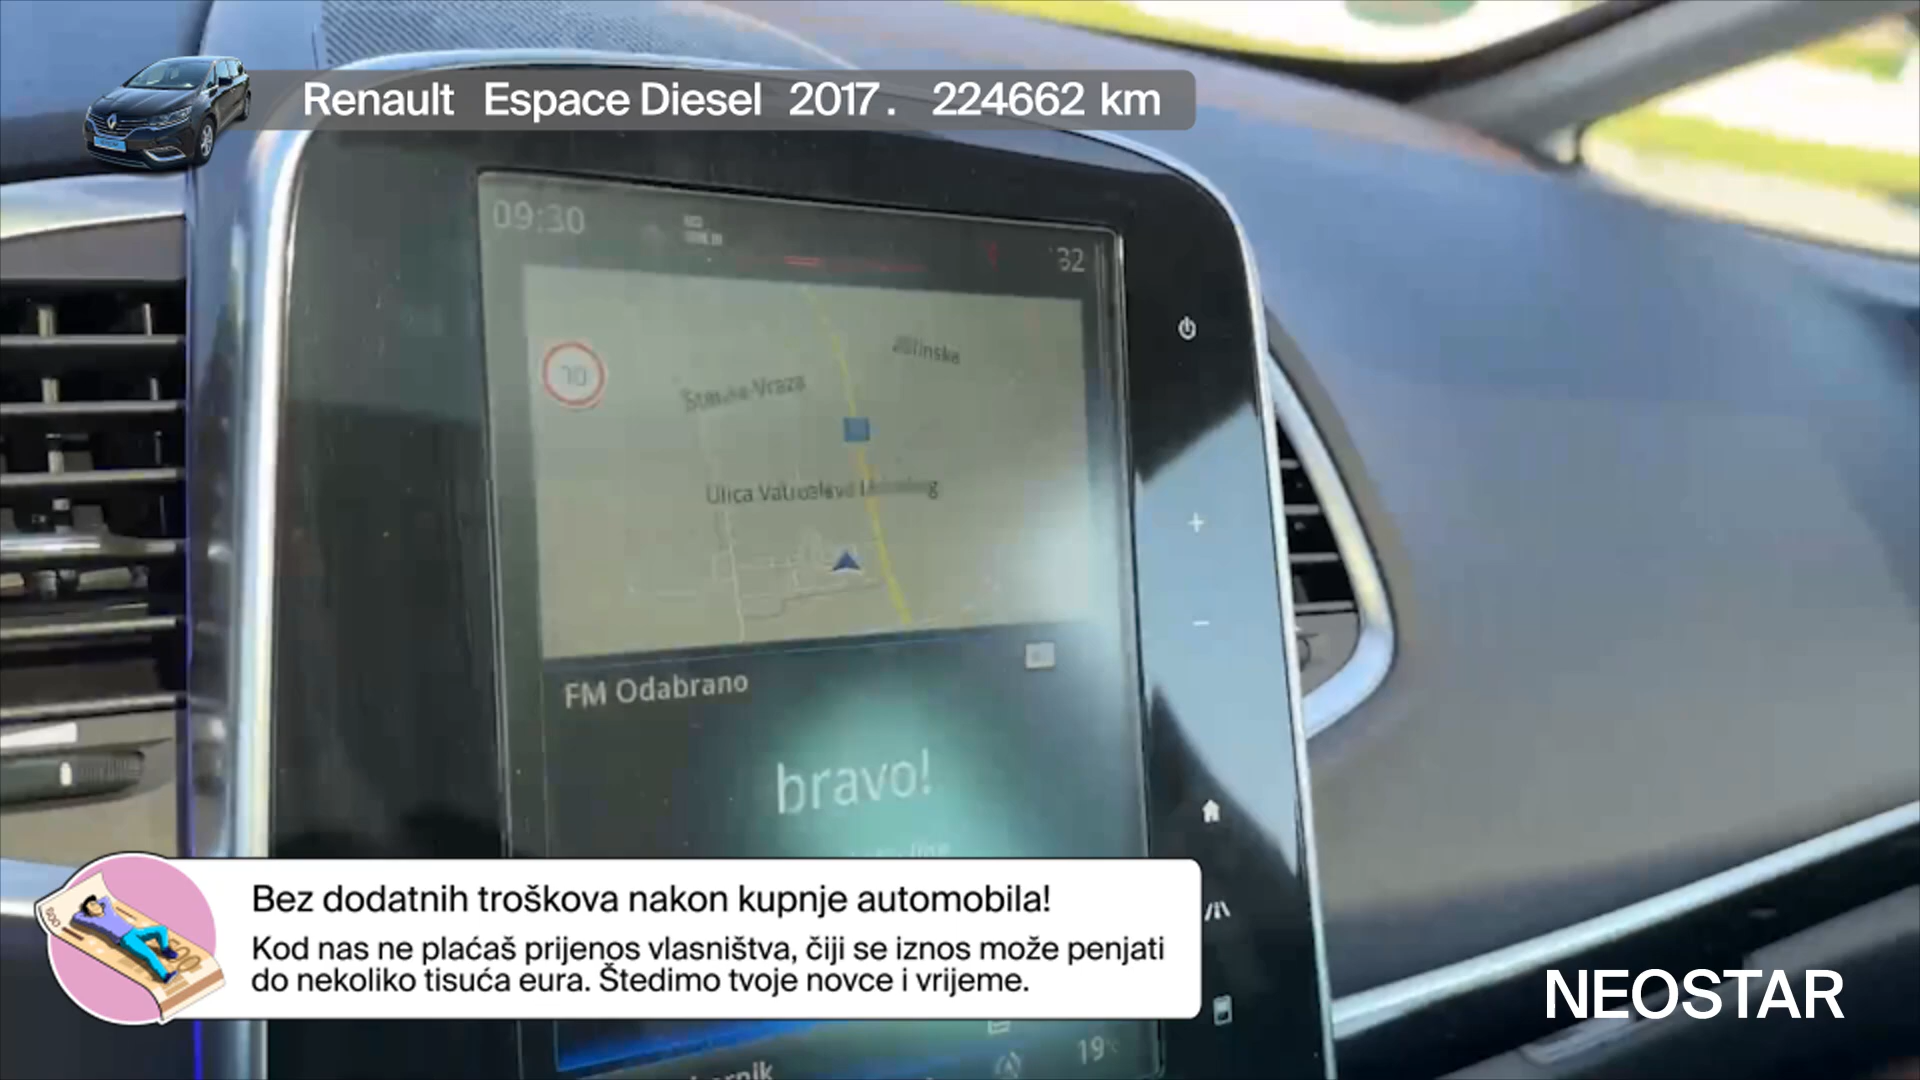 Renault Espace Diesel 2017. 224662 km
09:30
32
70
Vraza
Ulica
FM Odabrano
bravo!
Bez dodatnih troškova nakon kupnje automobila!
Kod nas ne plaćaš prijenos vlasništva, čiji se iznos može penjati
do nekoliko tisuća eura. Štedimo tvoje novce i vrijeme.
NEOSTAR
19°